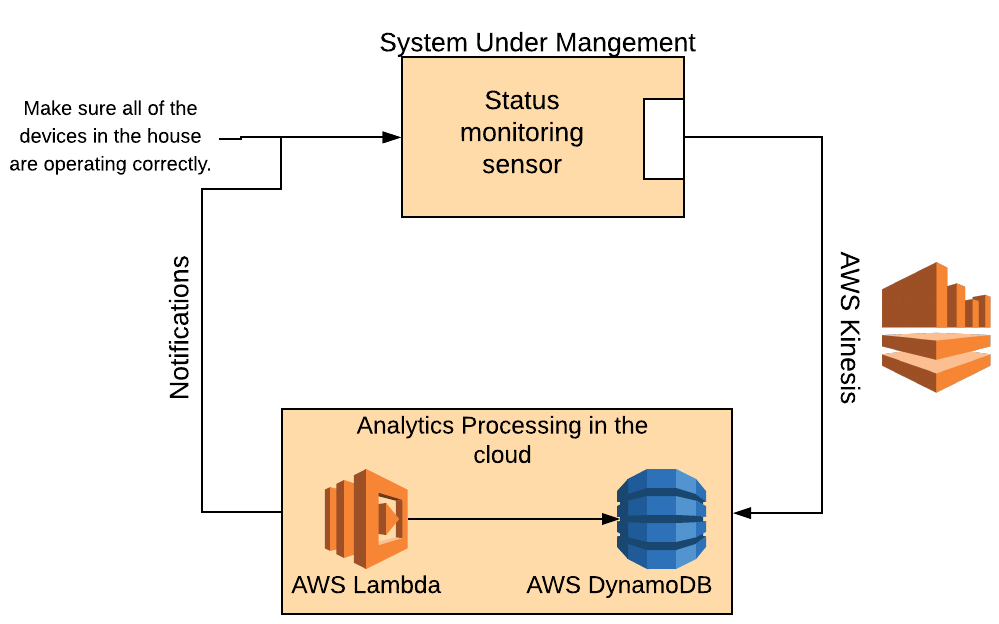 System Under Mangement
Make sure all of the
devices in the house
are operating correctly.
Status
monitoring
sensor
Notifications
AWS Kinesis
Analytics Processing in the
cloud
AWS Lambda
AWS DynamoDB